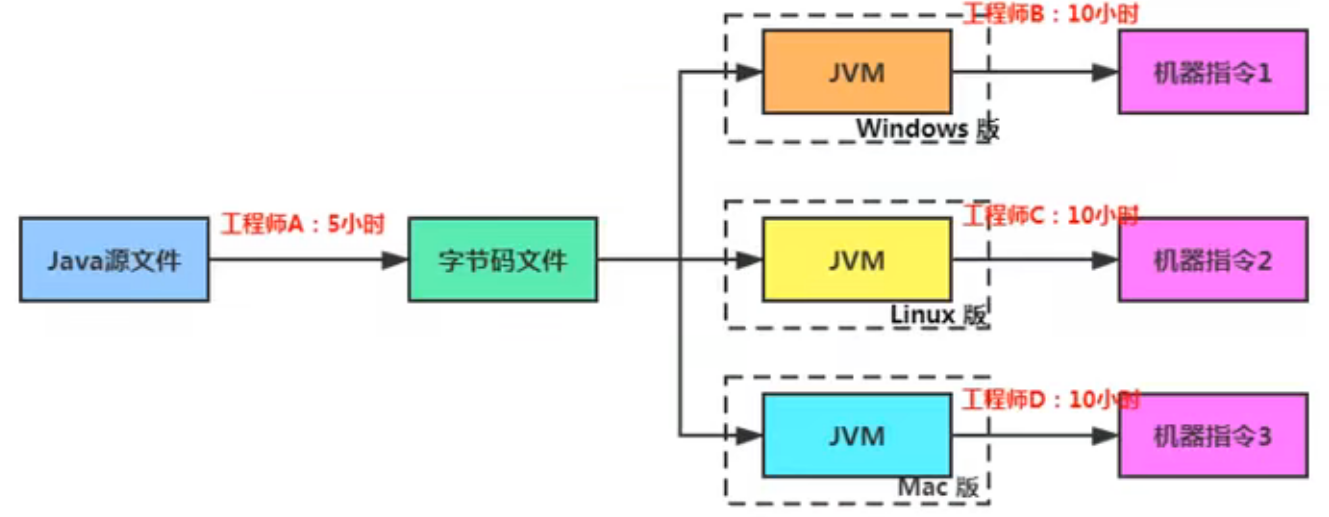 工程师B：10小时
JVM
机器指令1
Windows 版
工程师A：5小时
Java源文件
字节码文件
工程师C：10小时
JVM
机器指令2
Linux 版
工程师D：10小时
JVM
机器指令3
Mac 版